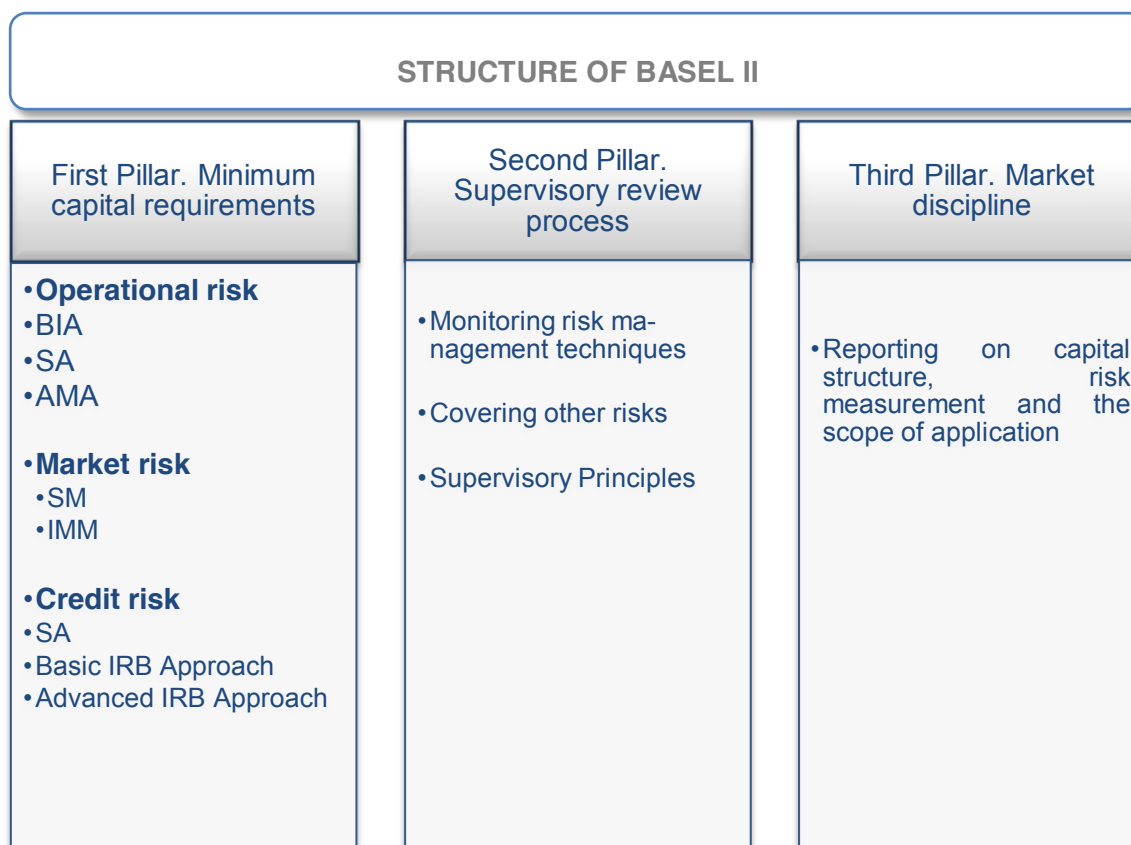 STRUCTURE OF BASEL II
First Pillar. Minimum
capital requirements
•Operational risk
•BIA
•SA
•AMA
•Market risk
•SM
•IMM
•Credit risk
•SA
•Basic IRB Approach
•Advanced IRB Approach
Second Pillar.
Supervisory review
process
•Monitoring risk ma-
nagement techniques
•Covering other risks
•Supervisory Principles
Third Pillar. Market
discipline
•Reporting on capital
structure, risk
measurement and the
scope of application